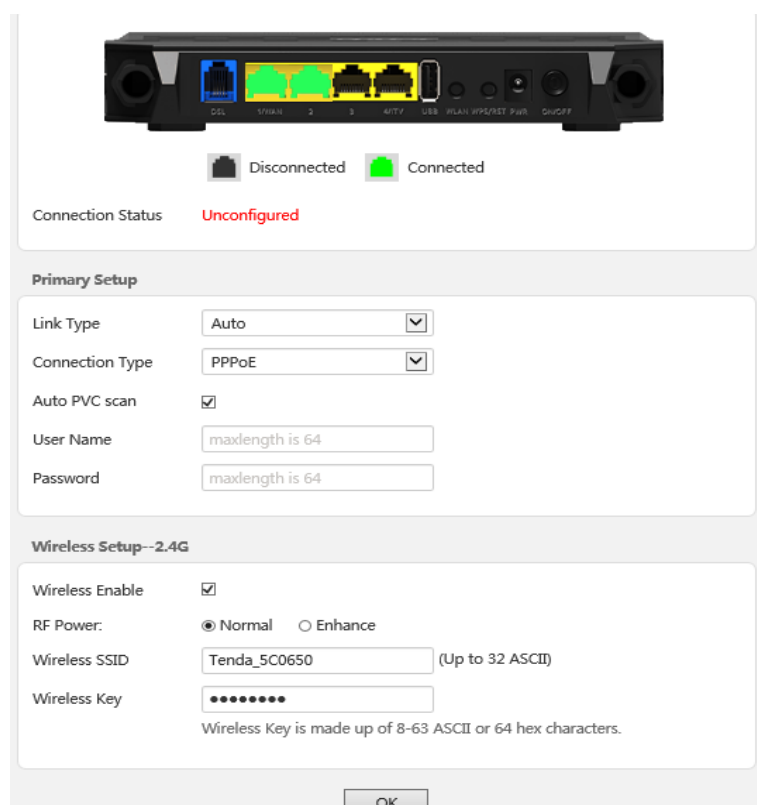 DSL 1/WAN 2 3 4/ITV USB WLAN WPS/RST PWR ON/OFF
Disconnected Connected
Connection Status Unconfigured
Primary Setup
Link Type Auto
Connection Type PPPoE
Auto PVC scan
User Name maxlength is 64
Password maxlength is 64
Wireless Setup--2.4G
Wireless Enable
RF Power: Normal Enhance
Wireless SSID Tenda_5C0650 (Up to 32 ASCII)
Wireless Key ●●●●●●●●
Wireless Key is made up of 8-63 ASCII or 64 hex characters.
OK